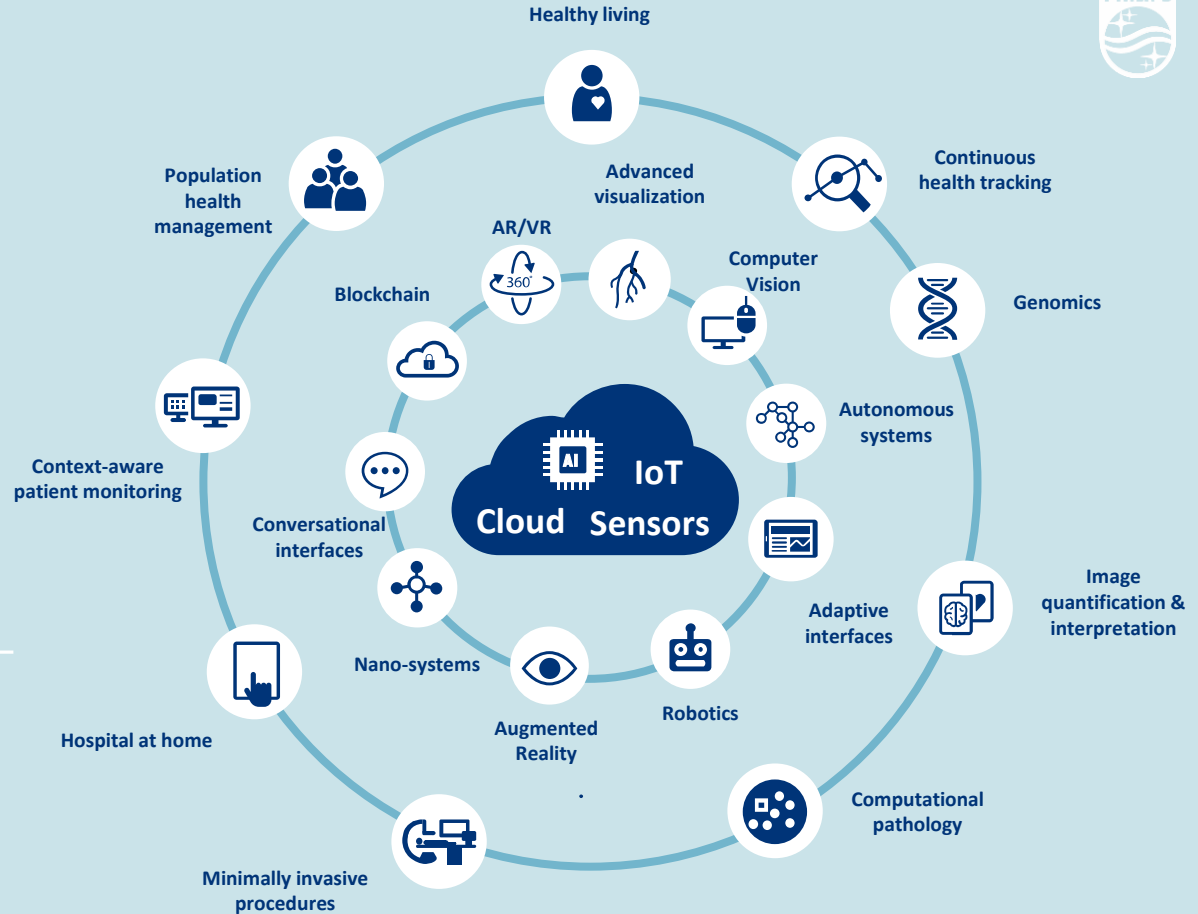 Healthy living
Advanced
visualization
Continuous
health tracking
Population
health
management
AR/VR
360°
Computer
Vision
Blockchain
Genomics
AI
IoT
Cloud Sensors
Autonomous
systems
Context-aware
patient monitoring
Conversational
interfaces
Adaptive
interfaces
Image
quantification &
interpretation
Nano-systems
Robotics
Augmented
Reality
.
Hospital at home
Computational
pathology
Minimally invasive
procedures